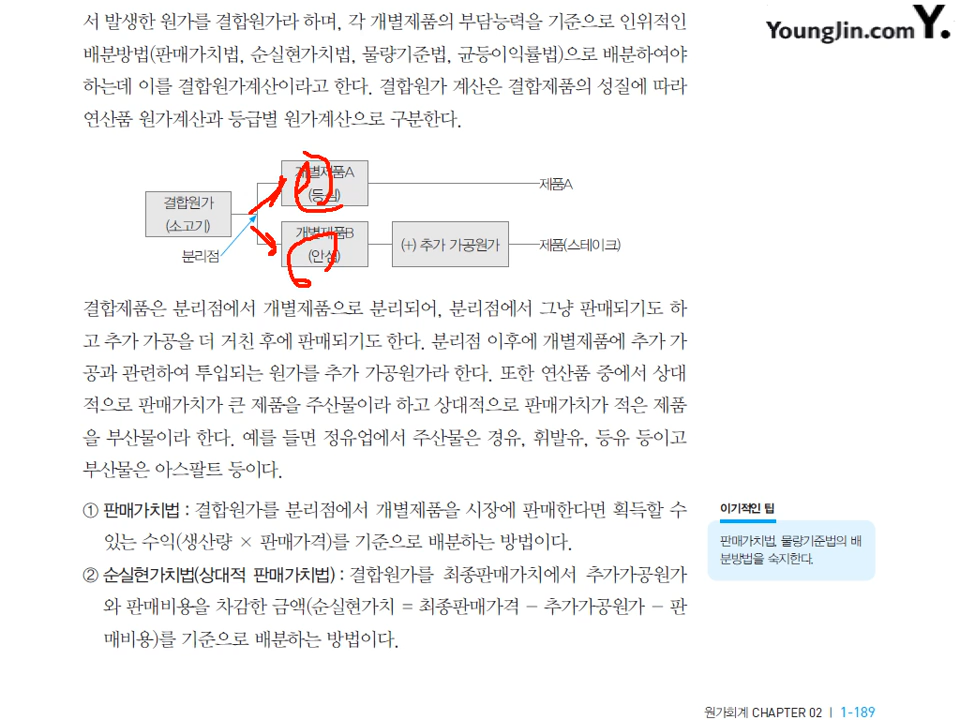 서 발생한 원가를 결합원가라 하며, 각 개별제품의 부담능력을 기준으로 인위적인
YoungJin.com Y.
배분방법(판매가치법, 순실현가치법, 물량기준법, 균등이익률법)으로 배분하여야
하는데 이를 결합원가계산이라고 한다. 결합원가 계산은 결합제품의 성질에 따라
연산품 원가계산과 등급별 원가계산으로 구분한다.
개별제품A
(등심)
제품A
결합원가
(소고기)
개별제품B
(안심)
(+) 추가 가공원가
제품(스테이크)
분리점
결합제품은 분리점에서 개별제품으로 분리되어, 분리점에서 그냥 판매되기도 하
고 추가 가공을 더 거친 후에 판매되기도 한다. 분리점 이후에 개별제품에 추가 가
공과 관련하여 투입되는 원가를 추가 가공원가라 한다. 또한 연산품 중에서 상대
적으로 판매가치가 큰 제품을 주산물이라 하고 상대적으로 판매가치가 적은 제품
을 부산물이라 한다. 예를 들면 정유업에서 주산물은 경유, 휘발유, 등유 등이고
부산물은 아스팔트 등이다.
① 판매가치법 : 결합원가를 분리점에서 개별제품을 시장에 판매한다면 획득할 수
있는 수익(생산량 × 판매가격)를 기준으로 배분하는 방법이다.
② 순실현가치법(상대적 판매가치법) : 결합원가를 최종판매가치에서 추가가공원가
와 판매비용을 차감한 금액(순실현가치 = 최종판매가격 − 추가가공원가 − 판
매비용)를 기준으로 배분하는 방법이다.
이기적인 팁
판매가치법, 물량기준법의 배
분방법을 숙지한다.
원가회계 CHAPTER 02 | 1-189